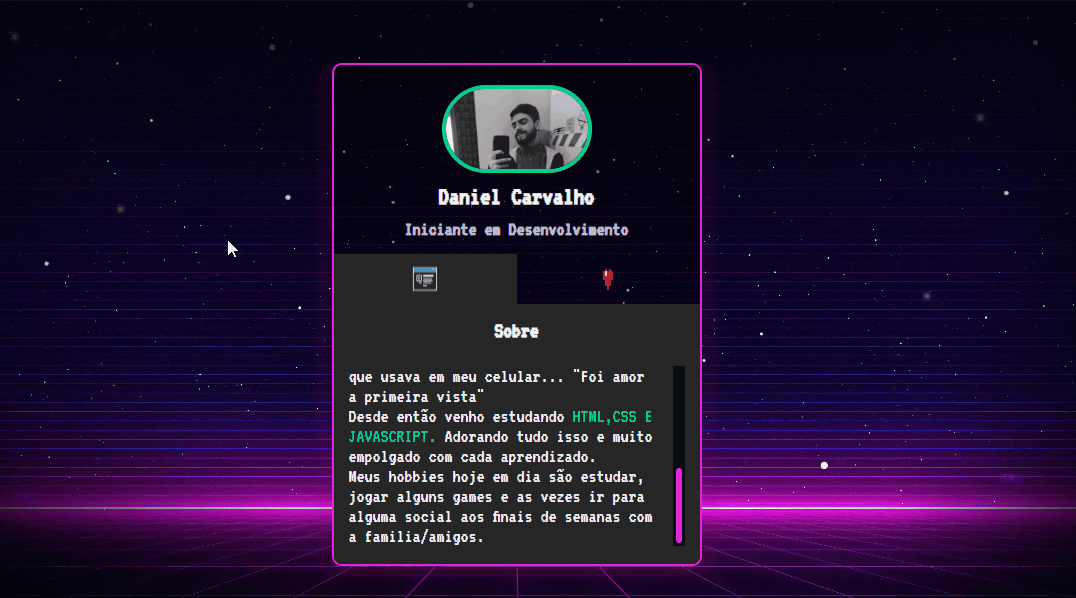 Daniel Carvalho
Iniciante em Desenvolvimento
Sobre
que usava em meu celular... "Foi amor
a primeira vista"
Desde então venho estudando HTML,CSS E
JAVASCRIPT. Adorando tudo isso e muito
empolgado com cada aprendizado.
Meus hobbies hoje em dia são estudar,
jogar alguns games e as vezes ir para
alguma social aos finais de semanas com
a familia/amigos.